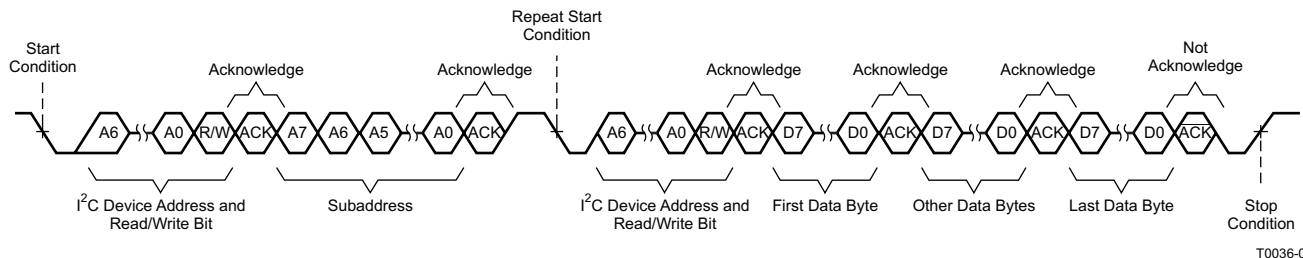 Repeat Start
Condition
Start
Condition
Not
Acknowledge
Acknowledge
Acknowledge
Acknowledge
Acknowledge
Acknowledge
A6 A0 R/W ACK A7 A6 A5 A0 ACK A6 A0 R/W ACK D7 D0 ACK D7 D0 ACK D7 D0 ACK
I²C Device Address and
Read/Write Bit
Subaddress
I²C Device Address and
Read/Write Bit
First Data Byte
Other Data Bytes
Last Data Byte
Stop
Condition